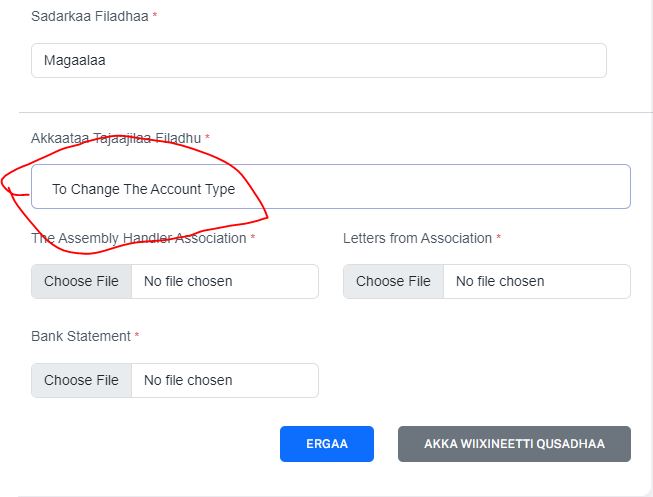 Sadarkaa Filadhaa *
Magaalaa
Akkaataa Tajaajilaa Filadhu *
To Change The Account Type
The Assembly Handler Association * Letters from Association *
Choose File No file chosen Choose File No file chosen
Bank Statement *
Choose File No file chosen
ERGAA AKKA WIIXINEETTI QUSADHAA